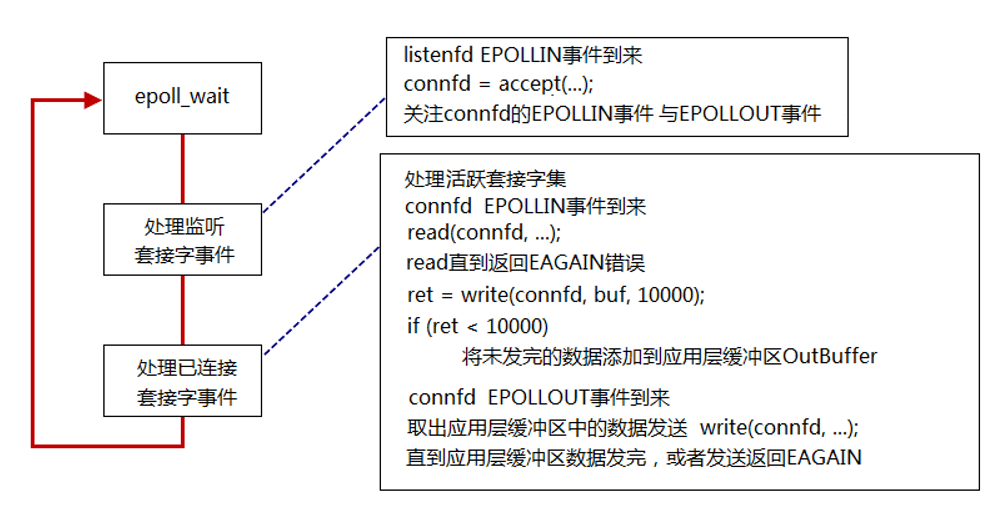 epoll_wait
处理监听
套接字事件
处理已连接
套接字事件
listenfd EPOLLIN事件到来
connfd = accept(...);
关注connfd的EPOLLIN事件 与EPOLLOUT事件
处理活跃套接字集
connfd  EPOLLIN事件到来
read(connfd, ...);
read直到返回EAGAIN错误
ret = write(connfd, buf, 10000);
if (ret < 10000)
将未发完的数据添加到应用层缓冲区OutBuffer
connfd  EPOLLOUT事件到来
取出应用层缓冲区中的数据发送  write(connfd, ...);
直到应用层缓冲区数据发完，或者发送返回EAGAIN